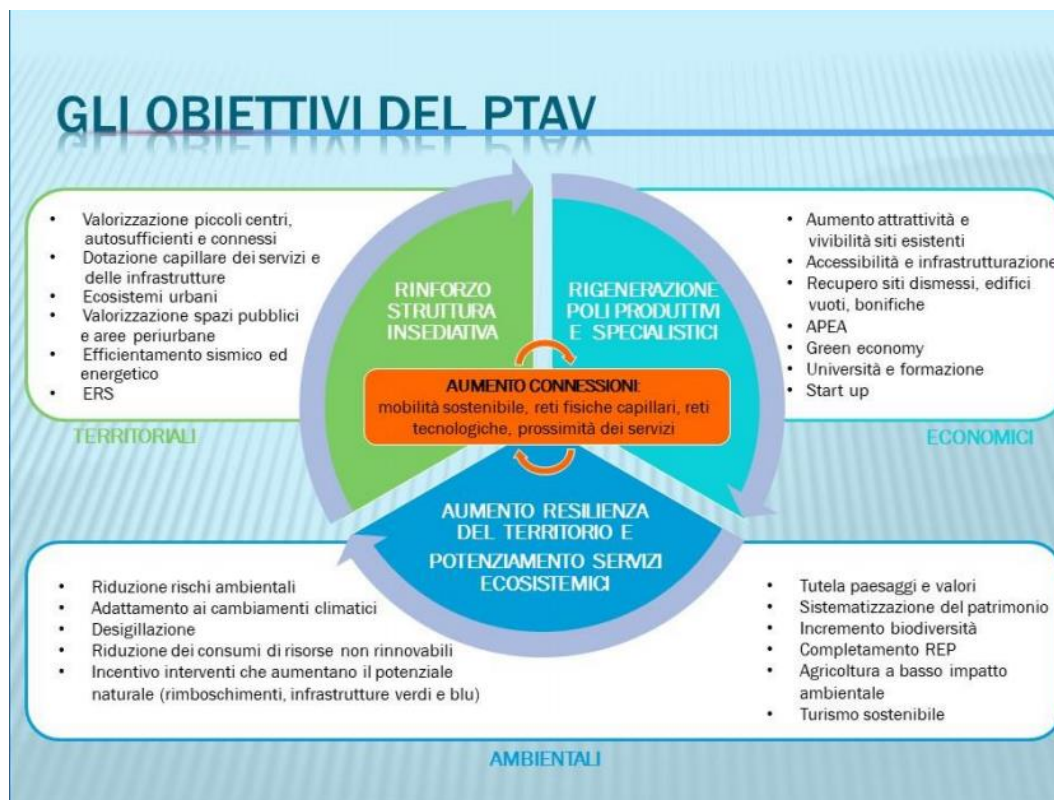 GLI OBIETTIVI DEL PTAV
• Valorizzazione piccoli centri,
autosufficienti e connessi
• Dotazione capillare dei servizi e
delle infrastrutture
• Ecosistemi urbani
• Valorizzazione spazi pubblici
e aree periurbane
• Efficientamento sismico ed
energetico
• ERS
TERRITORIALI
RINFORZO
STRUTTURA
INSEDIATIVA
RIGENERAZIONE
POLI PRODUTTIVI
E SPECIALISTICI
• Aumento attrattività e
vivibilità siti esistenti
• Accessibilità e infrastrutturazione
• Recupero siti dismessi, edifici
vuoti, bonifiche
• APEA
• Green economy
• Università e formazione
• Start up
ECONOMICI
AUMENTO CONNESSIONI:
mobilità sostenibile, reti fisiche capillari, reti
tecnologiche, prossimità dei servizi
AUMENTO RESILIENZA
DEL TERRITORIO E
POTENZIAMENTO SERVIZI
ECOSISTEMICI
• Riduzione rischi ambientali
• Adattamento ai cambiamenti climatici
• Desigillazione
• Riduzione dei consumi di risorse non rinnovabili
• Incentivo interventi che aumentano il potenziale
naturale (rimboschimenti, infrastrutture verdi e blu)
• Tutela paesaggi e valori
• Sistematizzazione del patrimonio
• Incremento biodiversità
• Completamento REP
• Agricoltura a basso impatto
ambientale
• Turismo sostenibile
AMBIENTALI